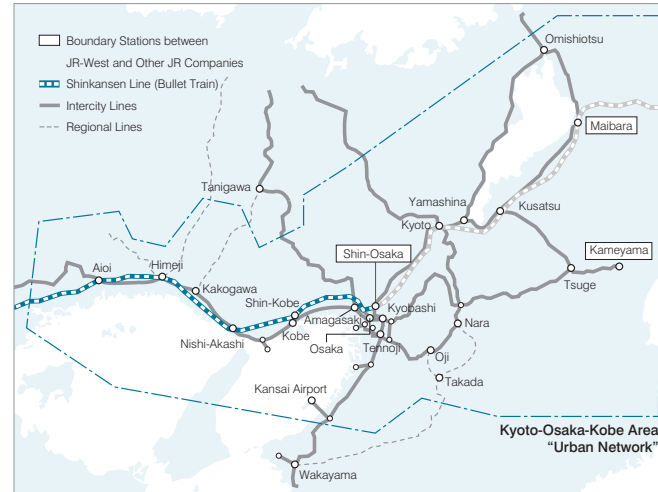 Boundary Stations between
JR-West and Other JR Companies
Shinkansen Line (Bullet Train)
Intercity Lines
Regional Lines
Omishiotsu
Maibara
Tanigawa
Yamashina
Kusatsu
Kyoto
Shin-Osaka
Kameyama
Aioi
Himeji
Kakogawa
Tsuge
Shin-Kobe
Amagasaki
Kyobashi
Nara
Nishi-Akashi
Kobe
Osaka
Tennoji
Oji
Takada
Kansai Airport
Kyoto-Osaka-Kobe Area
“Urban Network”
Wakayama